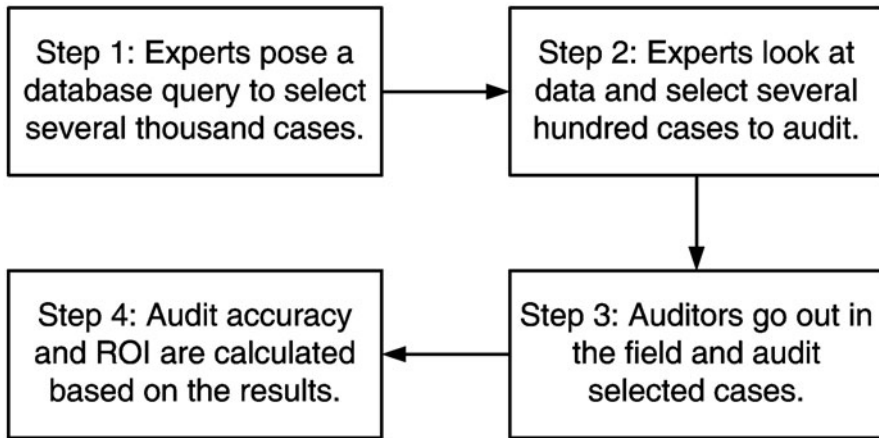 Step 1: Experts pose a
database query to select
several thousand cases.
Step 2: Experts look at
data and select several
hundred cases to audit.
Step 3: Auditors go out in
the field and audit
selected cases.
Step 4: Audit accuracy
and ROI are calculated
based on the results.